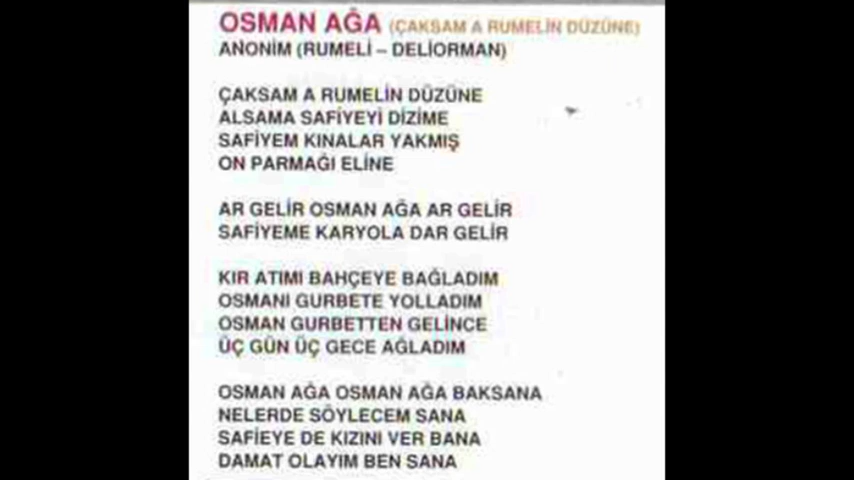 OSMAN AĞA (ÇAKSAM A RUMELİN DÜZÜNE)
ANONİM (RUMELİ – DELİORMAN)
ÇAKSAM A RUMELİN DÜZÜNE
ALSAMA SAFİYEYİ DİZİME
SAFİYEM KINALAR YAKMIŞ
ON PARMAĞI ELİNE
AR GELİR OSMAN AĞA AR GELİR
SAFİYEME KARYOLA DAR GELİR
KIR ATIMI BAHÇEYE BAĞLADIM
OSMANI GURBETE YOLLADIM
OSMAN GURBETTEN GELİNCE
ÜÇ GÜN ÜÇ GECE AĞLADIM
OSMAN AĞA OSMAN AĞA BAKSANA
NELERDE SÖYLECEM SANA
SAFİEYE DE KIZINI VER BANA
DAMAT OLAYIM BEN SANA